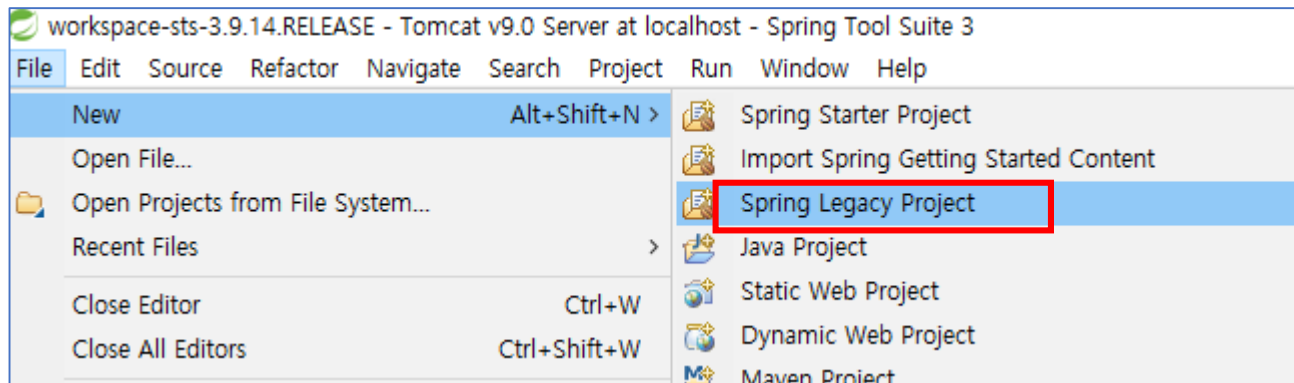 workspace-sts-3.9.14.RELEASE - Tomcat v9.0 Server at localhost - Spring Tool Suite 3
File Edit Source Refactor Navigate Search Project Run Window Help
New Alt+Shift+N >
Open File...
Open Projects from File System...
Recent Files >
Close Editor Ctrl+W
Close All Editors Ctrl+Shift+W
Spring Starter Project
Import Spring Getting Started Content
Spring Legacy Project
Java Project
Static Web Project
Dynamic Web Project
Maven Project